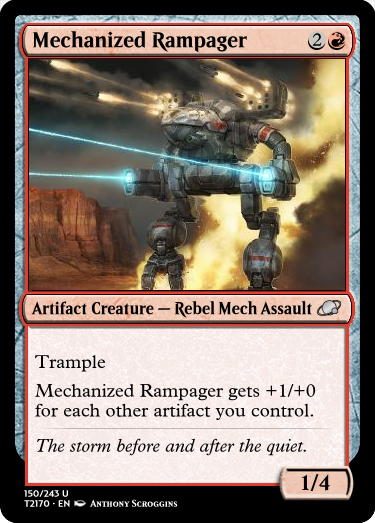 Mechanized Rampager 2
Artifact Creature — Rebel Mech Assault
Trample
Mechanized Rampager gets +1/+0
for each other artifact you control.
The storm before and after the quiet.
1/4
150/243 U
T2170 · EN Anthony Scroggins